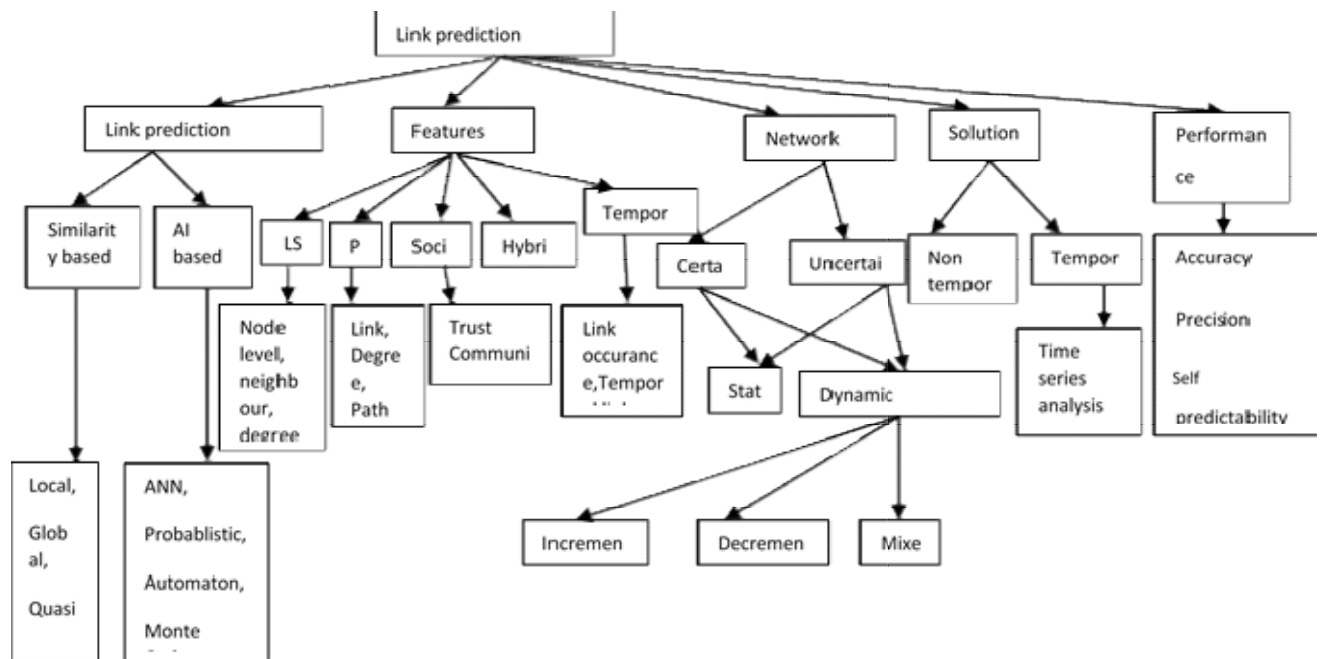 Link prediction
Link prediction
Features
Network
Solution
Performan
ce
Similarit
y based
AI
based
LS
P
Soci
Hybri
Tempor
Certa
Uncertai
Non
tempor
Tempor
Accuracy
Precision
Self
predictability
Node
level,
neighb
our,
degree
Link,
Degre
e,
Path
Trust
Communi
Link
occuranc
e,Tempor
Stat
Dynamic
Time
series
analysis
Local,
Glob
al,
Quasi
ANN,
Probablistic,
Automaton,
Monte
Incremen
Decremen
Mixe